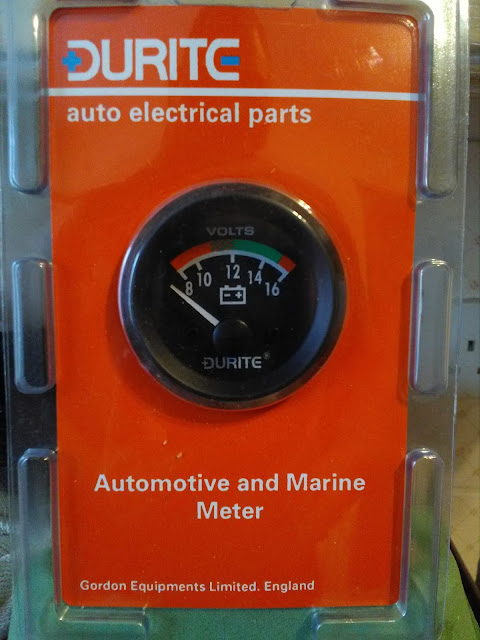 DURITE
auto electrical parts
VOLTS
8 10 12 14 16
DURITE®
Automotive and Marine
Meter
Gordon Equipments Limited. England